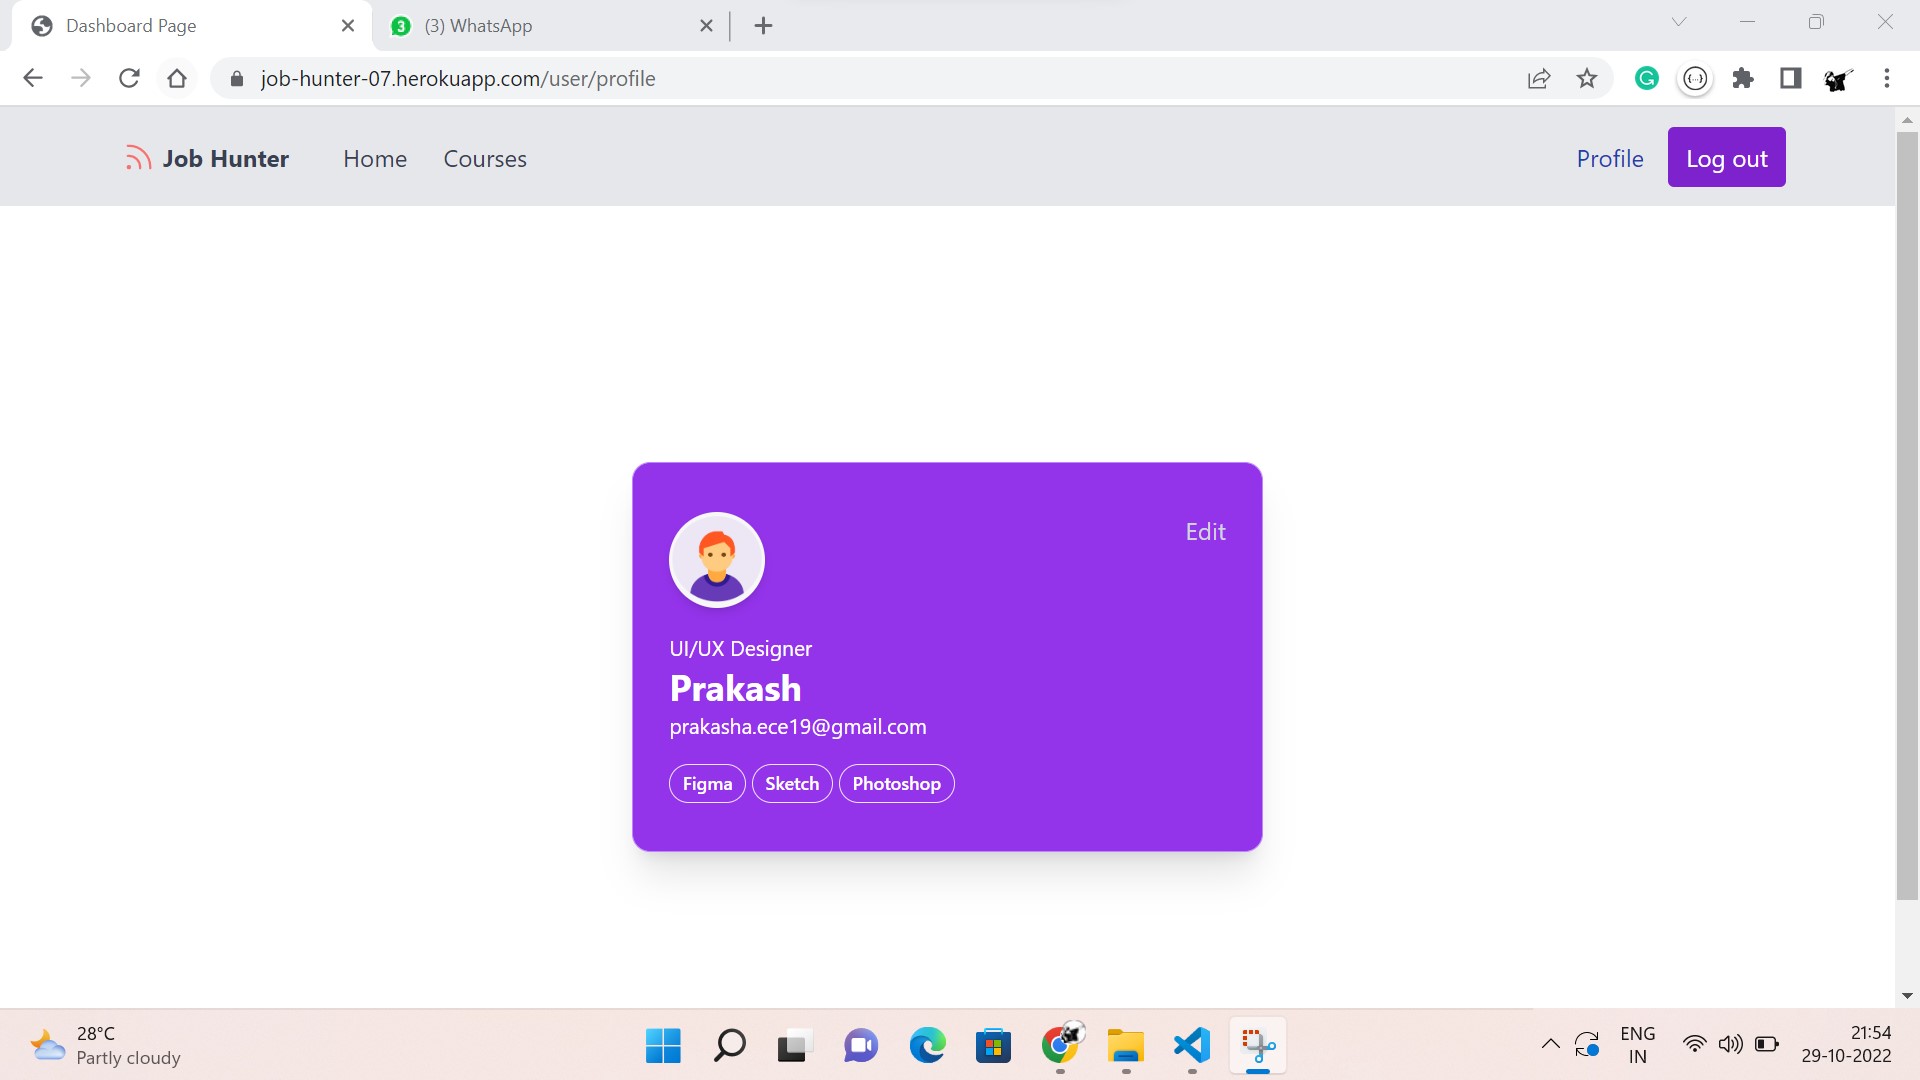 Dashboard Page
3 (3) WhatsApp
job-hunter-07.herokuapp.com/user/profile
Job Hunter Home Courses Profile Log out
Edit
UI/UX Designer
Prakash
prakasha.ece19@gmail.com
Figma Sketch Photoshop
28°C
Partly cloudy
ENG
IN
21:54
29-10-2022